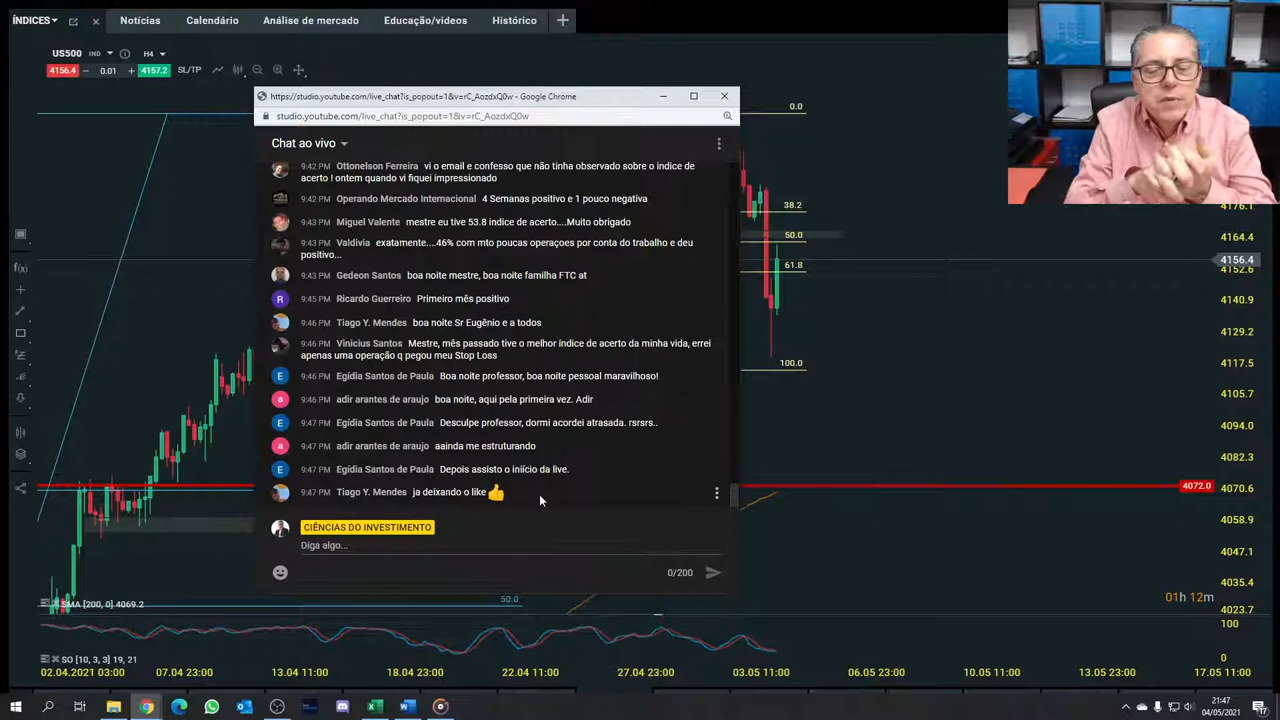 ÍNDICES
Notícias
Calendário
Análise de mercado
Educação/videos
Histórico
US500 IND H4
4156.4 0.01 4157.2 SL/TP
https://studio.youtube.com/live_chat?is_popout=1&v=rC_AozdxQ0w - Google Chrome
studio.youtube.com/live_chat?is_popout=1&v=rC_AozdxQ0w
Chat ao vivo
9:42 PM Ottonelson Ferreira vi o email e confesso que não tinha observado sobre o índice de
acerto ! ontem quando vi fiquei impressionado
9:42 PM Operando Mercado Internacional 4 Semanas positivo e 1 pouco negativa
9:43 PM Miguel Valente mestre eu tive 53.8 indice de acerto....Muito obrigado
9:43 PM Valdivia exatamente....46% com mto poucas operaçoes por conta do trabalho e deu
positivo...
9:43 PM Gedeon Santos boa noite mestre, boa noite familha FTC at
9:45 PM Ricardo Guerreiro Primeiro mês positivo
9:46 PM Tiago Y. Mendes boa noite Sr Eugênio e a todos
9:46 PM Vinicius Santos Mestre, mês passado tive o melhor índice de acerto da minha vida, errei
apenas uma operação q pegou meu Stop Loss
E 9:46 PM Egídia Santos de Paula Boa noite professor, boa noite pessoal maravilhoso!
a 9:46 PM adir arantes de araujo boa noite, aqui pela primeira vez. Adir
E 9:47 PM Egídia Santos de Paula Desculpe professor, dormi acordei atrasada. rsrsrs..
a 9:47 PM adir arantes de araujo aainda me estruturando
E 9:47 PM Egídia Santos de Paula Depois assisto o iniício da live.
9:47 PM Tiago Y. Mendes ja deixando o like
CIÊNCIAS DO INVESTIMENTO
Diga algo...
0/200
0.0
38.2
50.0
61.8
100.0
50.0
4176.1
4164.4
4156.4
4152.6
4140.9
4129.2
4117.5
4105.7
4094.0
4082.3
4072.0
4070.6
4058.9
4047.1
4035.4
4023.7
01h 12m
100
0
SMA [200, 0] 4069.2
SO [10, 3, 3] 19, 21
02.04.2021 03:00
07.04 23:00
13.04 11:00
18.04 23:00
22.04 11:00
27.04 23:00
03.05 11:00
06.05 23:00
10.05 11:00
13.05 23:00
17.05 11:00
21:47
04/05/2021
17